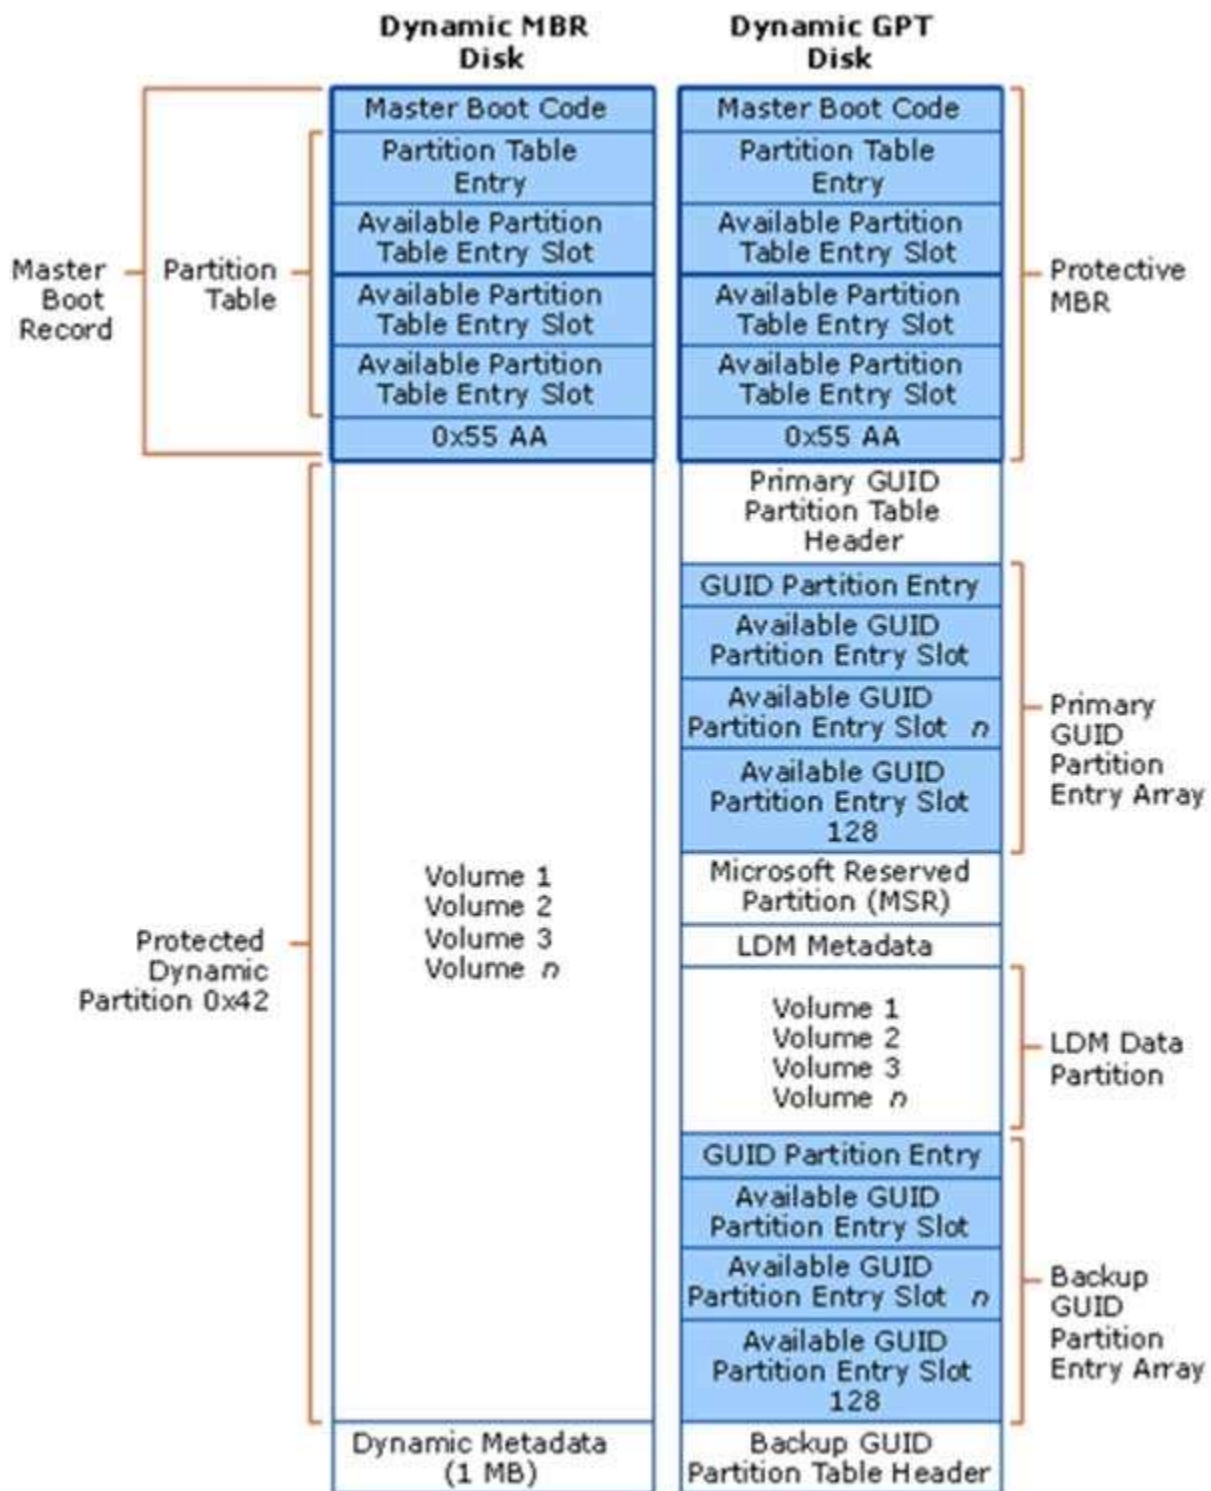 Dynamic MBR
Disk
Dynamic GPT
Disk
Master Boot Code
Partition Table
Entry
Available Partition
Table Entry Slot
Available Partition
Table Entry Slot
Available Partition
Table Entry Slot
0x55 AA
Master
Boot
Record
Partition
Table
Volume 1
Volume 2
Volume 3
Volume n
Protected
Dynamic
Partition 0x42
Dynamic Metadata
(1 MB)
Master Boot Code
Partition Table
Entry
Available Partition
Table Entry Slot
Available Partition
Table Entry Slot
Available Partition
Table Entry Slot
0x55 AA
Protective
MBR
Primary GUID
Partition Table
Header
GUID Partition Entry
Available GUID
Partition Entry Slot
Available GUID
Partition Entry Slot n
Available GUID
Partition Entry Slot
128
Primary
GUID
Partition
Entry Array
Microsoft Reserved
Partition (MSR)
LDM Metadata
Volume 1
Volume 2
Volume 3
Volume n
LDM Data
Partition
GUID Partition Entry
Available GUID
Partition Entry Slot
Available GUID
Partition Entry Slot n
Available GUID
Partition Entry Slot
128
Backup
GUID
Partition
Entry Array
Backup GUID
Partition Table Header